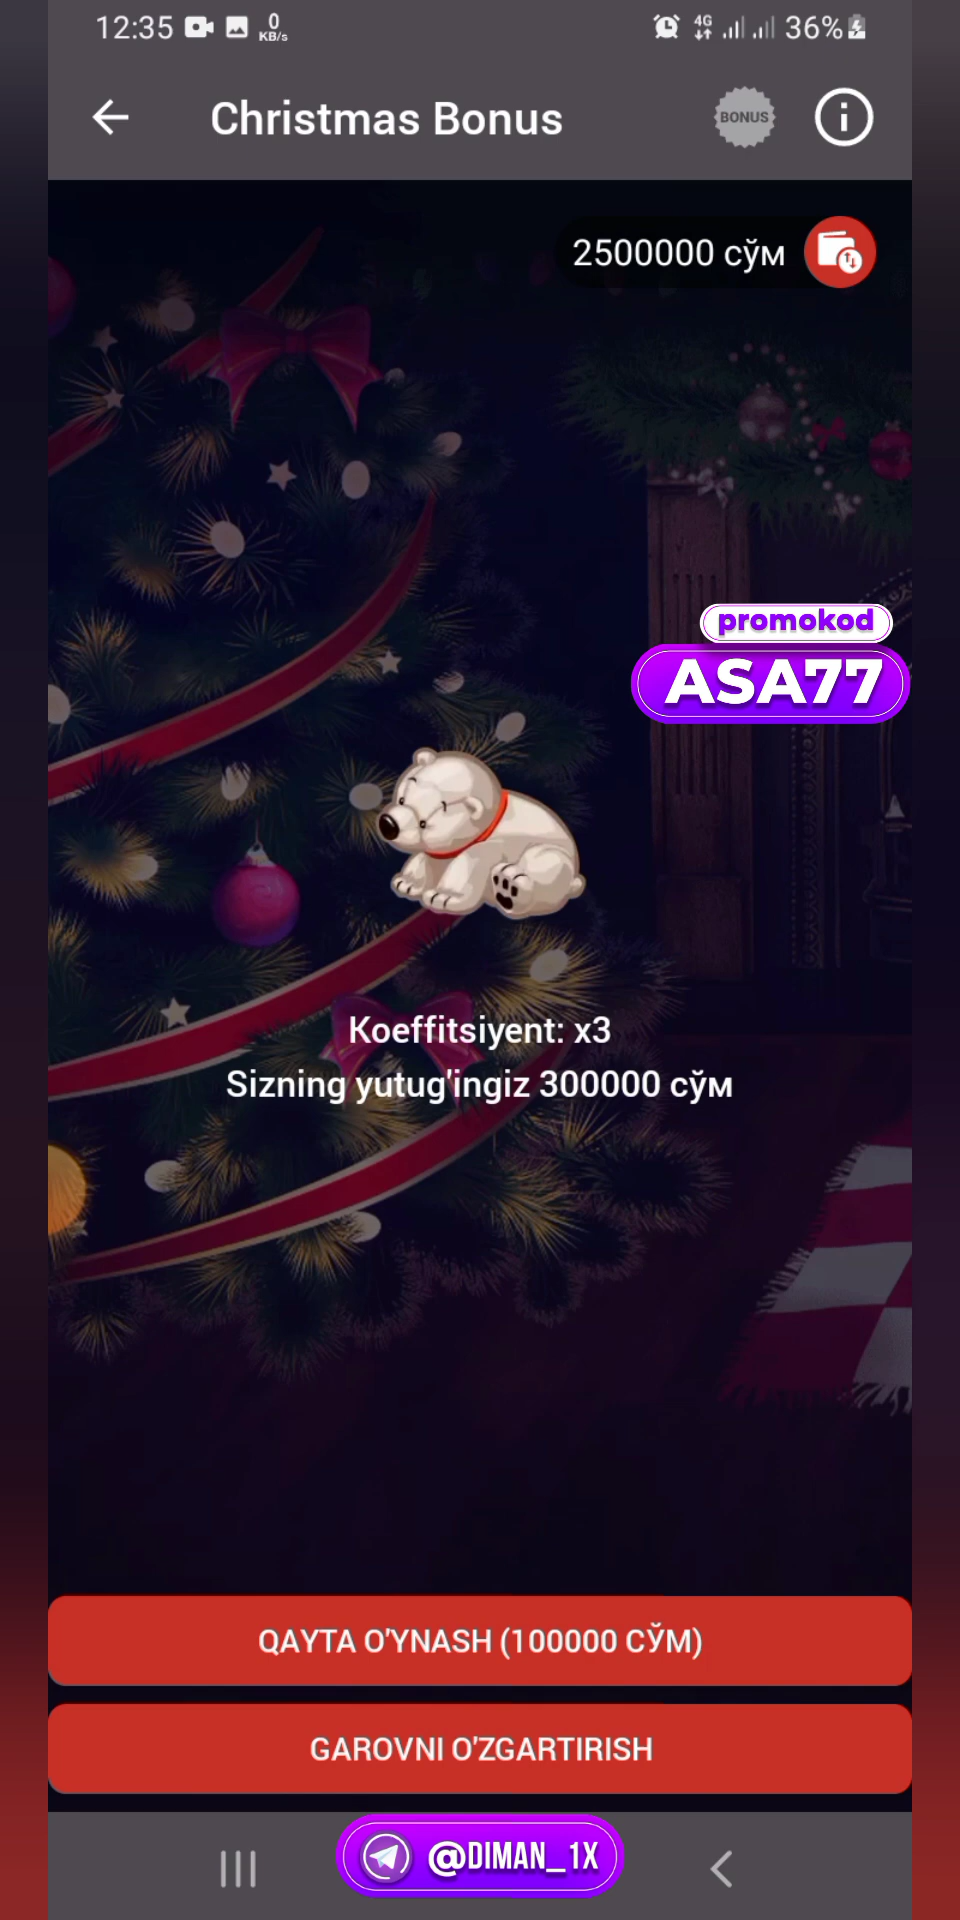 12:35
0
KB/s
4G
36%
Christmas Bonus
BONUS
2500000 сўм
promokod
ASA77
Koeffitsiyent: x3
Sizning yutug'ingiz 300000 сўм
QAYTA O'YNASH (100000 СЎМ)
GAROVNI O'ZGARTIRISH
@DIMAN_1X